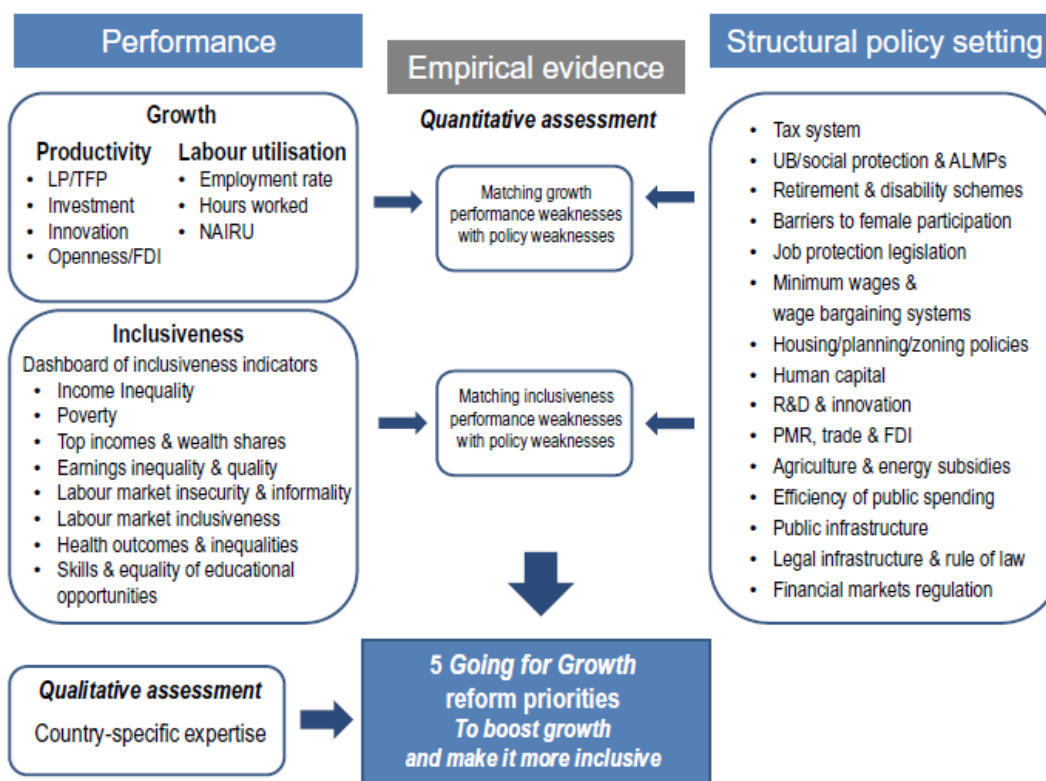 Performance
Growth
Productivity
• LP/TFP
• Investment
• Innovation
• Openness/FDI
Labour utilisation
• Employment rate
• Hours worked
• NAIRU
Inclusiveness
Dashboard of inclusiveness indicators
• Income Inequality
• Poverty
• Top incomes & wealth shares
• Earnings inequality & quality
• Labour market insecurity & informality
• Labour market inclusiveness
• Health outcomes & inequalities
• Skills & equality of educational
opportunities
Qualitative assessment
Country-specific expertise
Empirical evidence
Quantitative assessment
Matching growth
performance weaknesses
with policy weaknesses
Matching inclusiveness
performance weaknesses
with policy weaknesses
5 Going for Growth
reform priorities
To boost growth
and make it more inclusive
Structural policy setting
• Tax system
• UB/social protection & ALMPs
• Retirement & disability schemes
• Barriers to female participation
• Job protection legislation
• Minimum wages &
wage bargaining systems
• Housing/planning/zoning policies
• Human capital
• R&D & innovation
• PMR, trade & FDI
• Agriculture & energy subsidies
• Efficiency of public spending
• Public infrastructure
• Legal infrastructure & rule of law
• Financial markets regulation